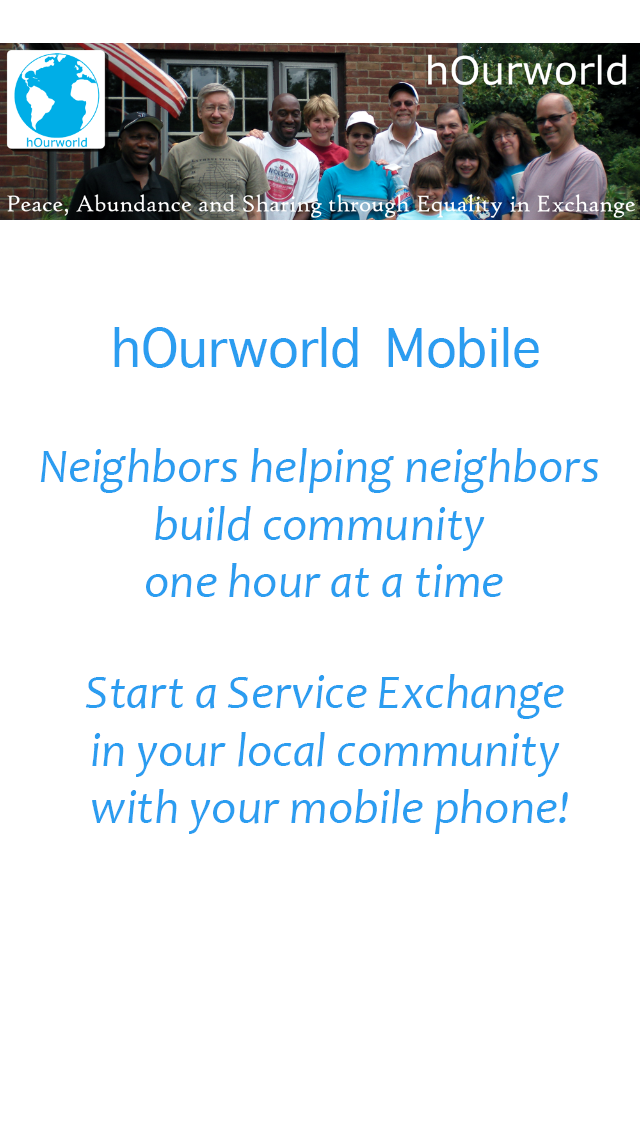 hOurworld
hOurworld
Peace, Abundance and Sharing through Equality in Exchange
hOurworld Mobile
Neighbors helping neighbors
build community
one hour at a time
Start a Service Exchange
in your local community
with your mobile phone!